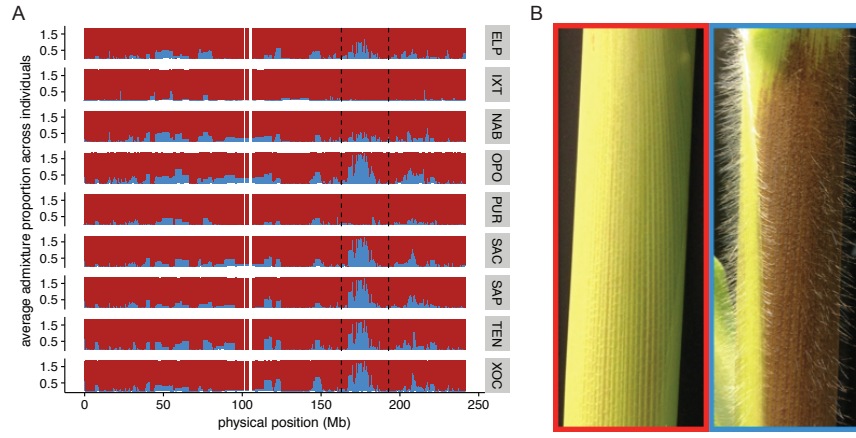 A
B
average admixture proportion across individuals
1.5
0.5
ELP
1.5
0.5
IXT
1.5
0.5
NAB
1.5
0.5
OPO
1.5
0.5
PUR
1.5
0.5
SAC
1.5
0.5
SAP
1.5
0.5
TEN
1.5
0.5
XOC
0 50 100 150 200 250
physical position (Mb)